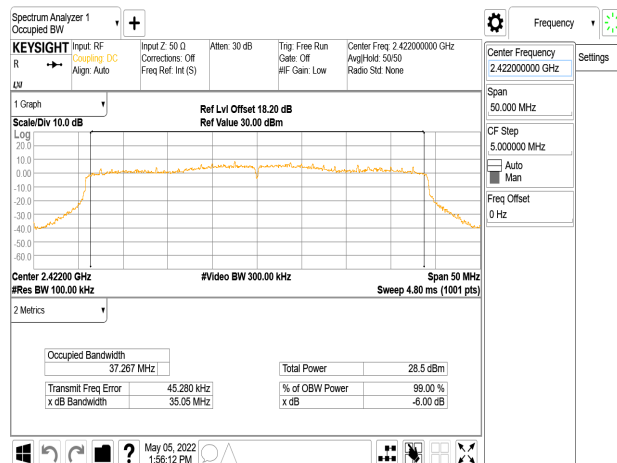 Spectrum Analyzer 1
Occupied BW
Frequency
KEYSIGHT Input: RF Input Z: 50 Ω Atten: 30 dB Trig: Free Run Center Freq: 2.422000000 GHz
R Coupling: DC Corrections: Off Gate: Off Avg|Hold: 50/50
Align: Auto Freq Ref: Int (S) #IF Gain: Low Radio Std: None
LXI
Center Frequency
2.422000000 GHz
Settings
Span
50.000 MHz
CF Step
5.000000 MHz
Auto
Man
Freq Offset
0 Hz
1 Graph
Ref Lvl Offset 18.20 dB
Scale/Div 10.0 dB Ref Value 30.00 dBm
Log
20.0
10.0
0.00
-10.0
-20.0
-30.0
-40.0
-50.0
-60.0
Center 2.42200 GHz #Video BW 300.00 kHz Span 50 MHz
#Res BW 100.00 kHz Sweep 4.80 ms (1001 pts)
2 Metrics
Occupied Bandwidth
37.267 MHz Total Power 28.5 dBm
Transmit Freq Error 45.280 kHz % of OBW Power 99.00 %
x dB Bandwidth 35.05 MHz x dB -6.00 dB
? May 05, 2022
1:56:12 PM